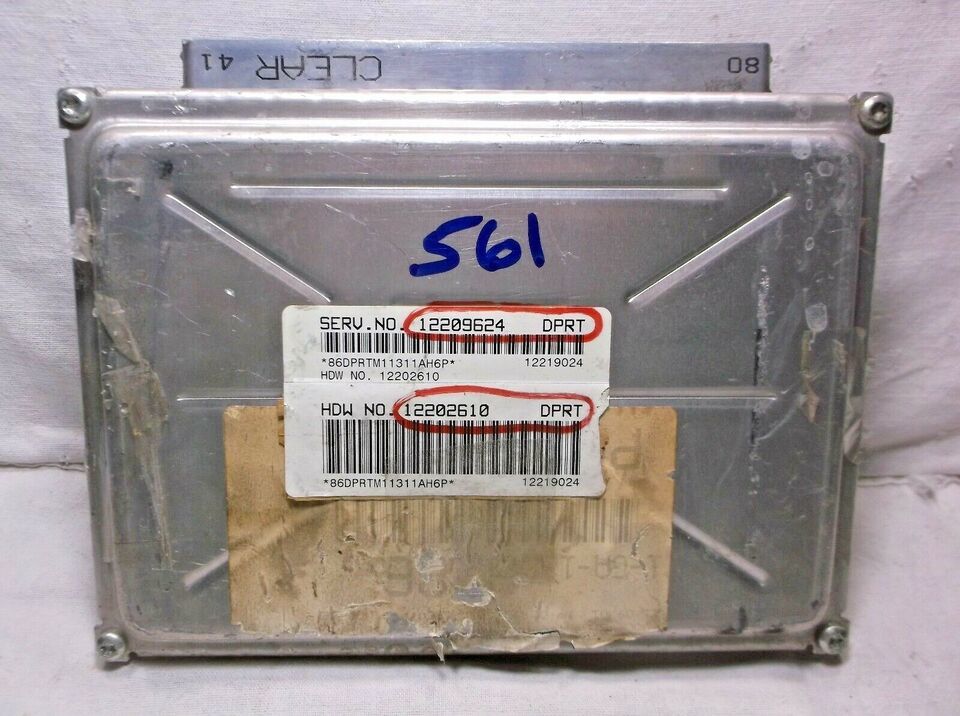 CLEAR 41
80
561
SERV.NO. 12209624 DPRT
*86DPRTM11311AH6P* 12219024
HDW NO. 12202610
HDW NO. 12202610 DPRT
*86DPRTM11311AH6P* 12219024